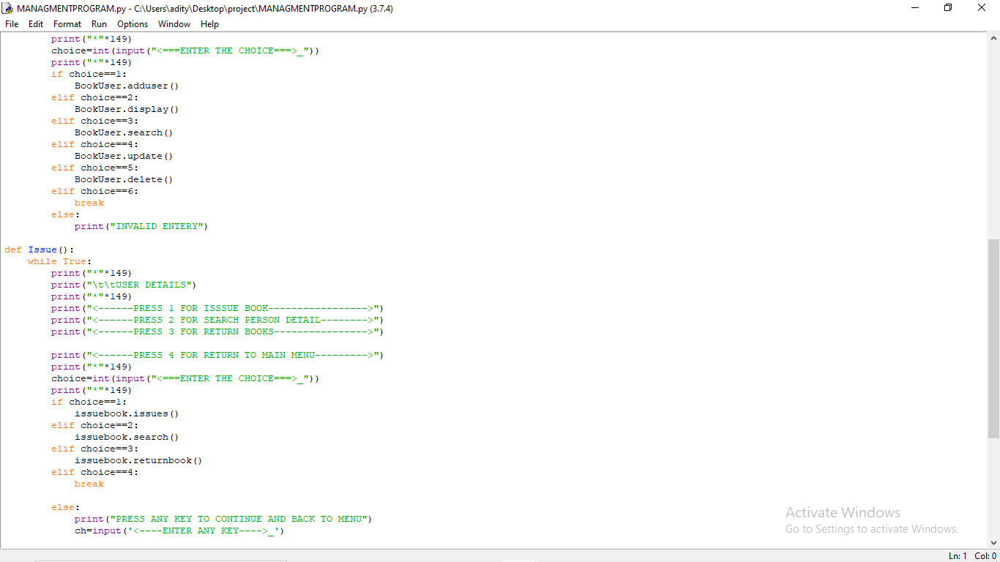 MANAGMENTPROGRAM.py - C:\Users\adity\Desktop\project\MANAGMENTPROGRAM.py (3.7.4)
File Edit Format Run Options Window Help
        print("*"*149)
        choice=int(input("<===ENTER THE CHOICE===>_"))
        print("*"*149)
        if choice==1:
            BookUser.adduser()
        elif choice==2:
            BookUser.display()
        elif choice==3:
            BookUser.search()
        elif choice==4:
            BookUser.update()
        elif choice==5:
            BookUser.delete()
        elif choice==6:
            break
        else:
            print("INVALID ENTERY")
def Issue():
    while True:
        print("*"*149)
        print("\t\tUSER DETAILS")
        print("*"*149)
        print("<------PRESS 1 FOR ISSSUE BOOK----------------->")
        print("<------PRESS 2 FOR SEARCH PERSON DETAIL-------->")
        print("<------PRESS 3 FOR RETURN BOOKS---------------->")
        print("<------PRESS 4 FOR RETURN TO MAIN MENU--------->")
        print("*"*149)
        choice=int(input("<===ENTER THE CHOICE===>_"))
        print("*"*149)
        if choice==1:
            issuebook.issues()
        elif choice==2:
            issuebook.search()
        elif choice==3:
            issuebook.returnbook()
        elif choice==4:
            break
        else:
            print("PRESS ANY KEY TO CONTINUE AND BACK TO MENU")
            ch=input('<----ENTER ANY KEY---->_')
Activate Windows
Go to Settings to activate Windows.
Ln: 1 Col: 0